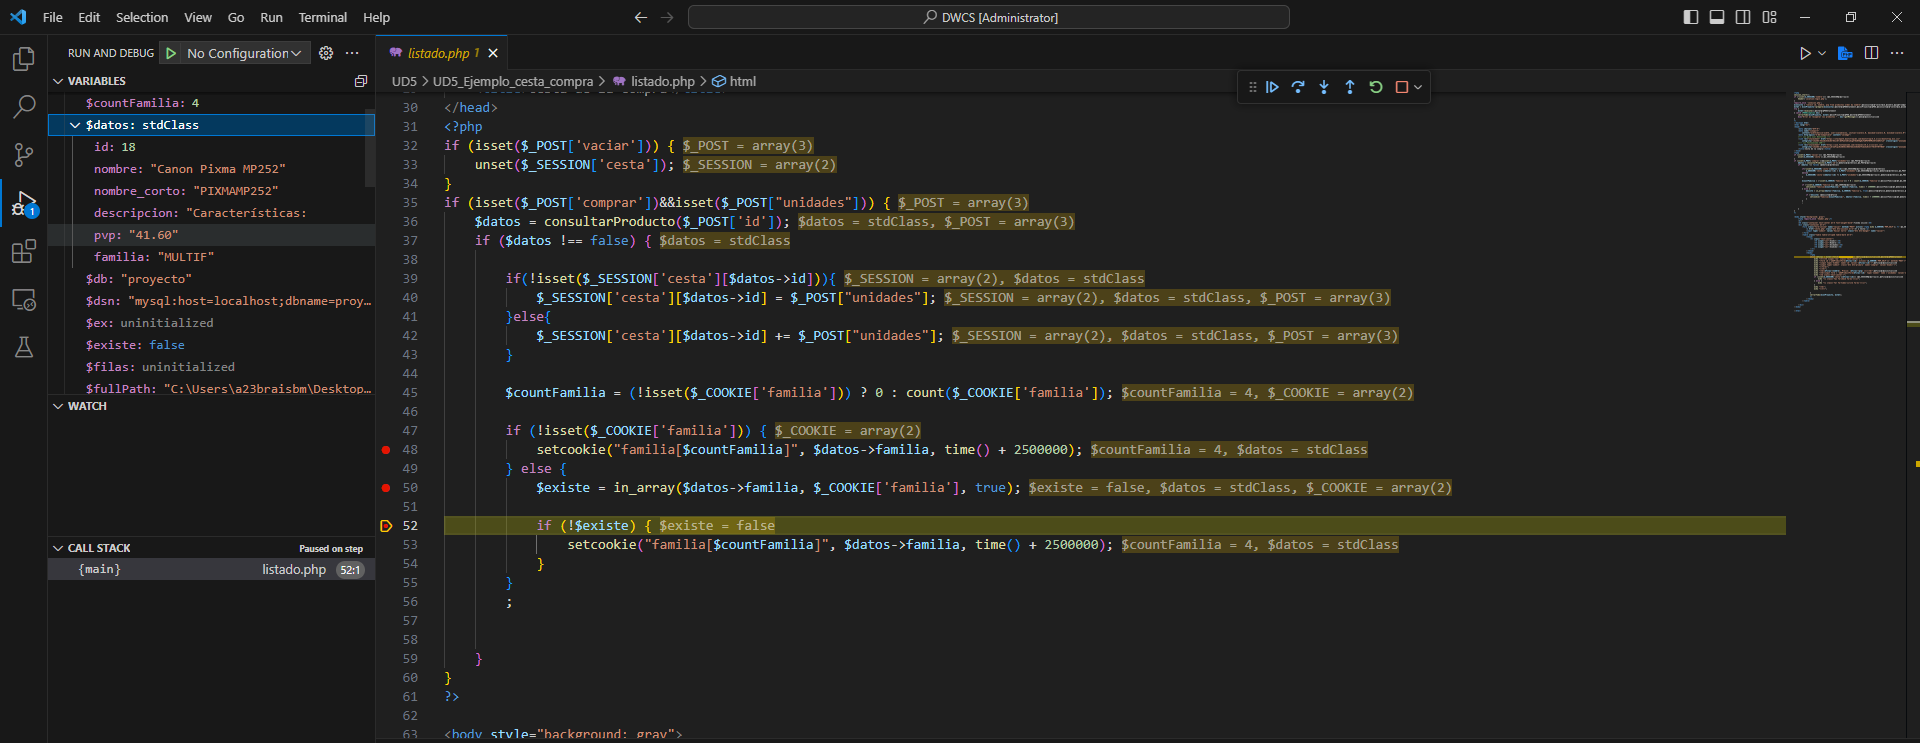 File Edit Selection View Go Run Terminal Help
DWCS [Administrator]
RUN AND DEBUG No Configuration
listado.php 1
VARIABLES
UD5 > UD5_Ejemplo_cesta_compra > listado.php > html
$countFamilia: 4
$datos: stdClass
id: 18
nombre: "Canon Pixma MP252"
nombre_corto: "PIXMAMP252"
descripcion: "Características:
pvp: "41.60"
familia: "MULTIF"
$db: "proyecto"
$dsn: "mysql:host=localhost;dbname=proy…
$ex: uninitialized
$existe: false
$filas: uninitialized
$fullPath: "C:\Users\a23braisbm\Desktop…
WATCH
CALL STACK Paused on step
{main} listado.php 52:1
1
30 </head>
31 <?php
32 if (isset($_POST['vaciar'])) { $_POST = array(3)
33 unset($_SESSION['cesta']); $_SESSION = array(2)
34 }
35 if (isset($_POST['comprar'])&&isset($_POST["unidades"])) { $_POST = array(3)
36 $datos = consultarProducto($_POST['id']); $datos = stdClass, $_POST = array(3)
37 if ($datos !== false) { $datos = stdClass
38
39 if(!isset($_SESSION['cesta'][$datos->id])){ $_SESSION = array(2), $datos = stdClass
40 $_SESSION['cesta'][$datos->id] = $_POST["unidades"]; $_SESSION = array(2), $datos = stdClass, $_POST = array(3)
41 }else{
42 $_SESSION['cesta'][$datos->id] += $_POST["unidades"]; $_SESSION = array(2), $datos = stdClass, $_POST = array(3)
43 }
44
45 $countFamilia = (!isset($_COOKIE['familia'])) ? 0 : count($_COOKIE['familia']); $countFamilia = 4, $_COOKIE = array(2)
46
47 if (!isset($_COOKIE['familia'])) { $_COOKIE = array(2)
48 setcookie("familia[$countFamilia]", $datos->familia, time() + 2500000); $countFamilia = 4, $datos = stdClass
49 } else {
50 $existe = in_array($datos->familia, $_COOKIE['familia'], true); $existe = false, $datos = stdClass, $_COOKIE = array(2)
51
52 if (!$existe) { $existe = false
53 setcookie("familia[$countFamilia]", $datos->familia, time() + 2500000); $countFamilia = 4, $datos = stdClass
54 }
55 }
56 ;
57
58
59 }
60 }
61 ?>
62
63 <body style="background: gray">